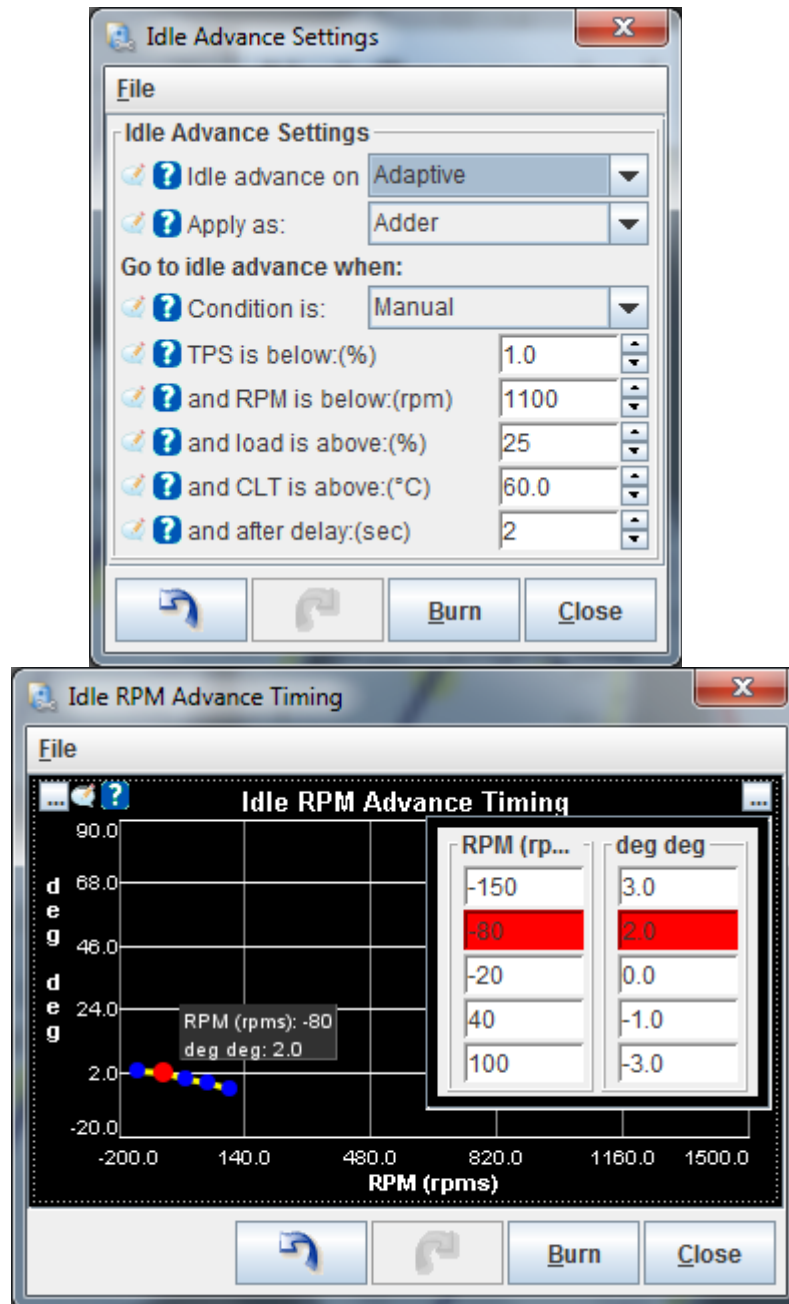 Idle Advance Settings
X
File
Idle Advance Settings
? Idle advance on Adaptive
? Apply as: Adder
Go to idle advance when:
? Condition is: Manual
? TPS is below:(%) 1.0
? and RPM is below:(rpm) 1100
? and load is above:(%) 25
? and CLT is above:(°C) 60.0
? and after delay:(sec) 2
Burn Close
Idle RPM Advance Timing
X
File
... ? Idle RPM Advance Timing ...
RPM (rp... deg deg
-150 3.0
-80 2.0
-20 0.0
40 -1.0
100 -3.0
deg deg
90.0
68.0
46.0
24.0
2.0
-20.0
RPM (rpms): -80
deg deg: 2.0
-200.0 140.0 480.0 820.0 1160.0 1500.0
RPM (rpms)
Burn Close